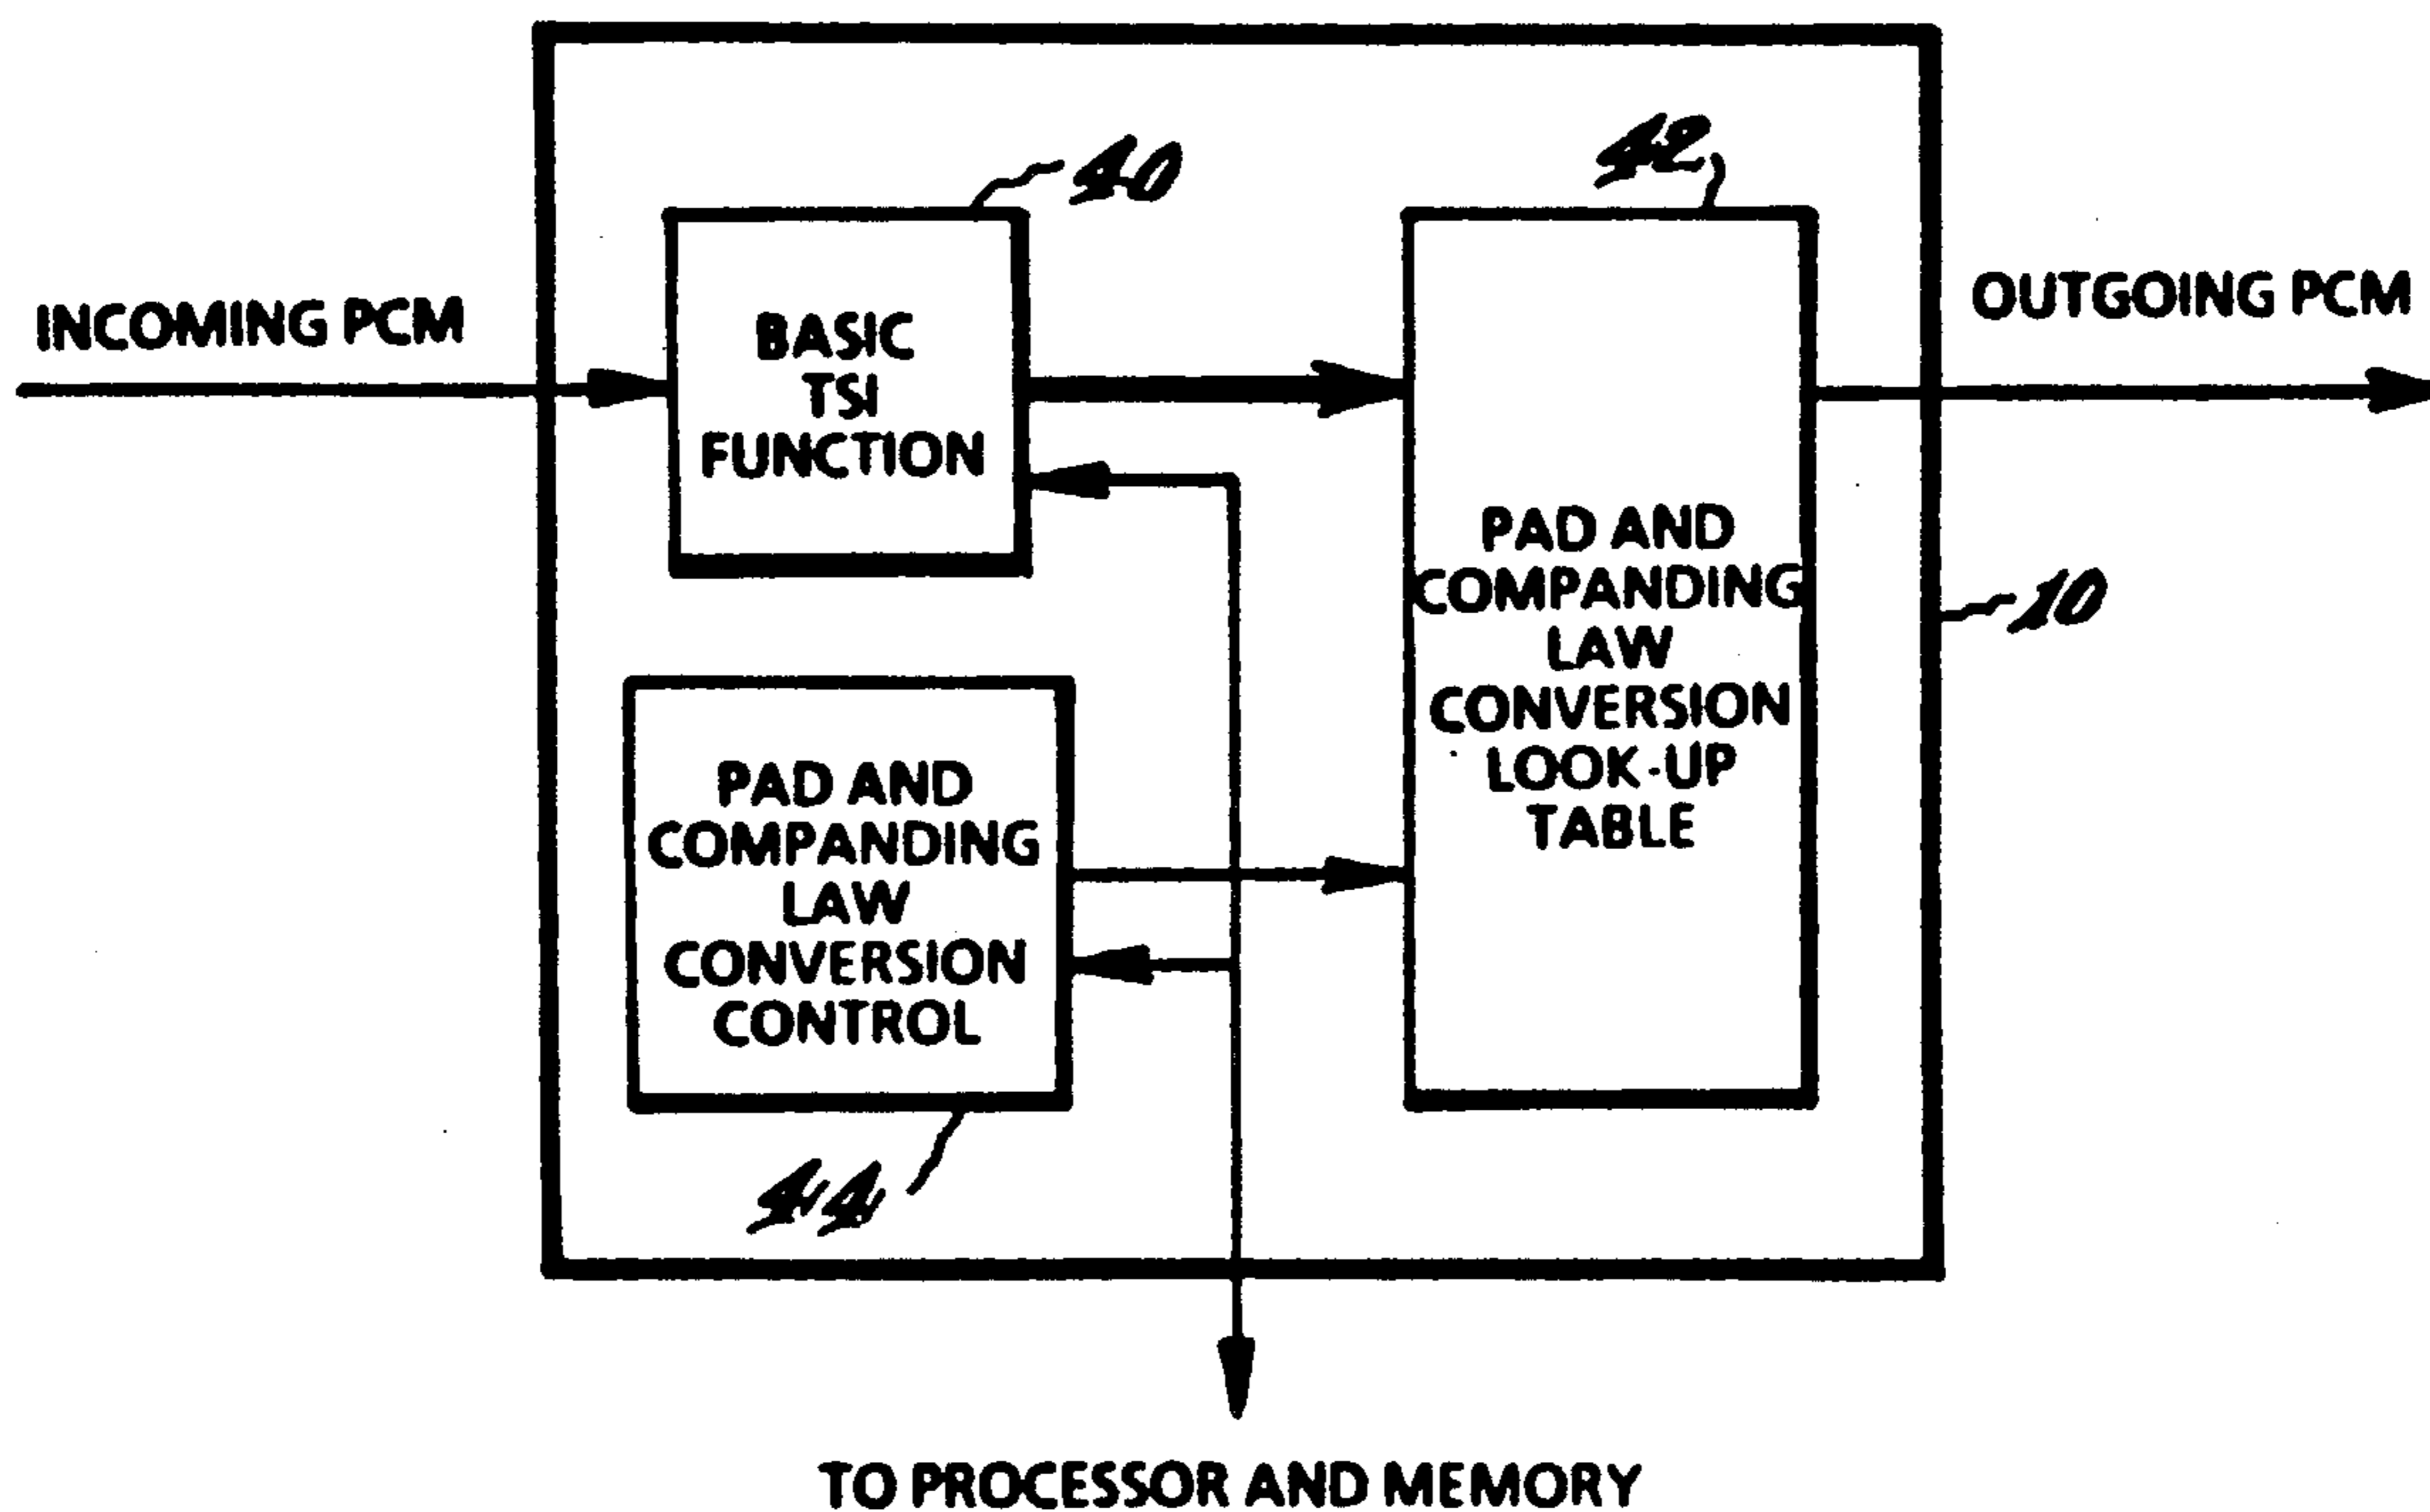 40
42
INCOMING PCM
OUTGOING PCM
BASIC
TSI
FUNCTION
PAD AND
COMPANDING
LAW
CONVERSION
LOOK-UP
TABLE
10
PAD AND
COMPANDING
LAW
CONVERSION
CONTROL
44
TO PROCESSOR AND MEMORY